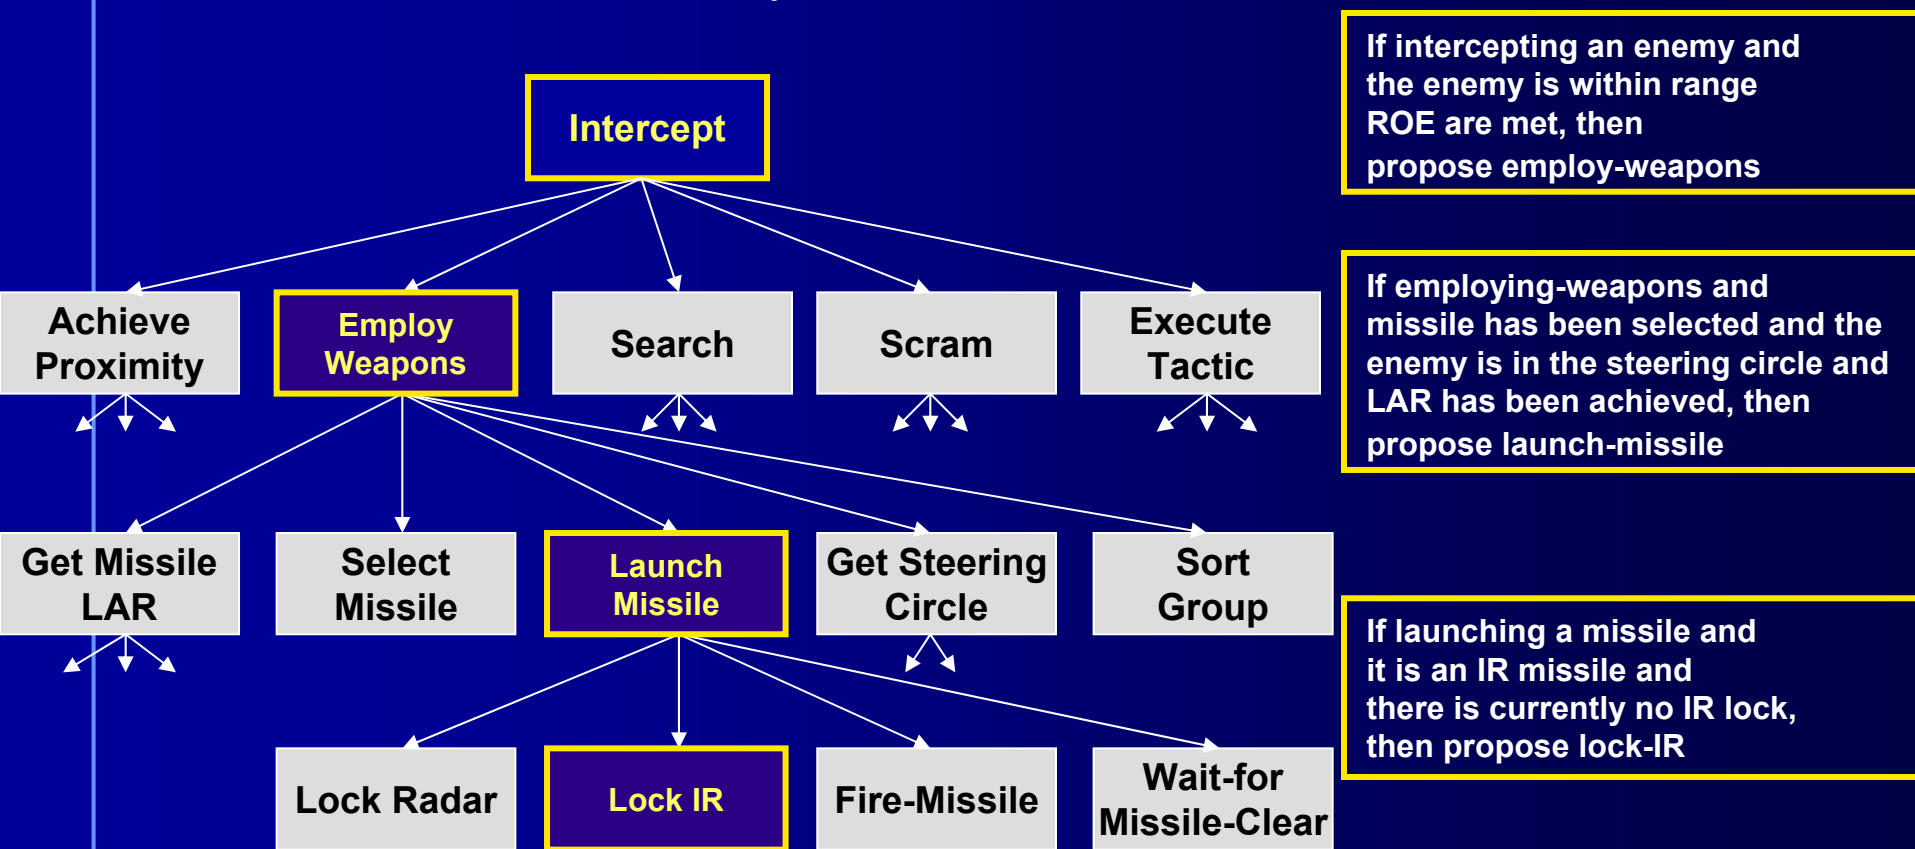 Intercept
If intercepting an enemy and
the enemy is within range
ROE are met, then
propose employ-weapons
Achieve
Proximity
Employ
Weapons
Search
Scram
Execute
Tactic
If employing-weapons and
missile has been selected and the
enemy is in the steering circle and
LAR has been achieved, then
propose launch-missile
Get Missile
LAR
Select
Missile
Launch
Missile
Get Steering
Circle
Sort
Group
If launching a missile and
it is an IR missile and
there is currently no IR lock,
then propose lock-IR
Lock Radar
Lock IR
Fire-Missile
Wait-for
Missile-Clear